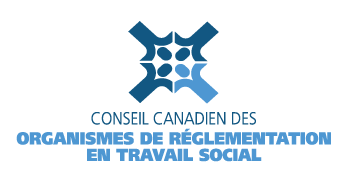 CONSEIL CANADIEN DES
ORGANISMES DE RÉGLEMENTATION
EN TRAVAIL SOCIAL